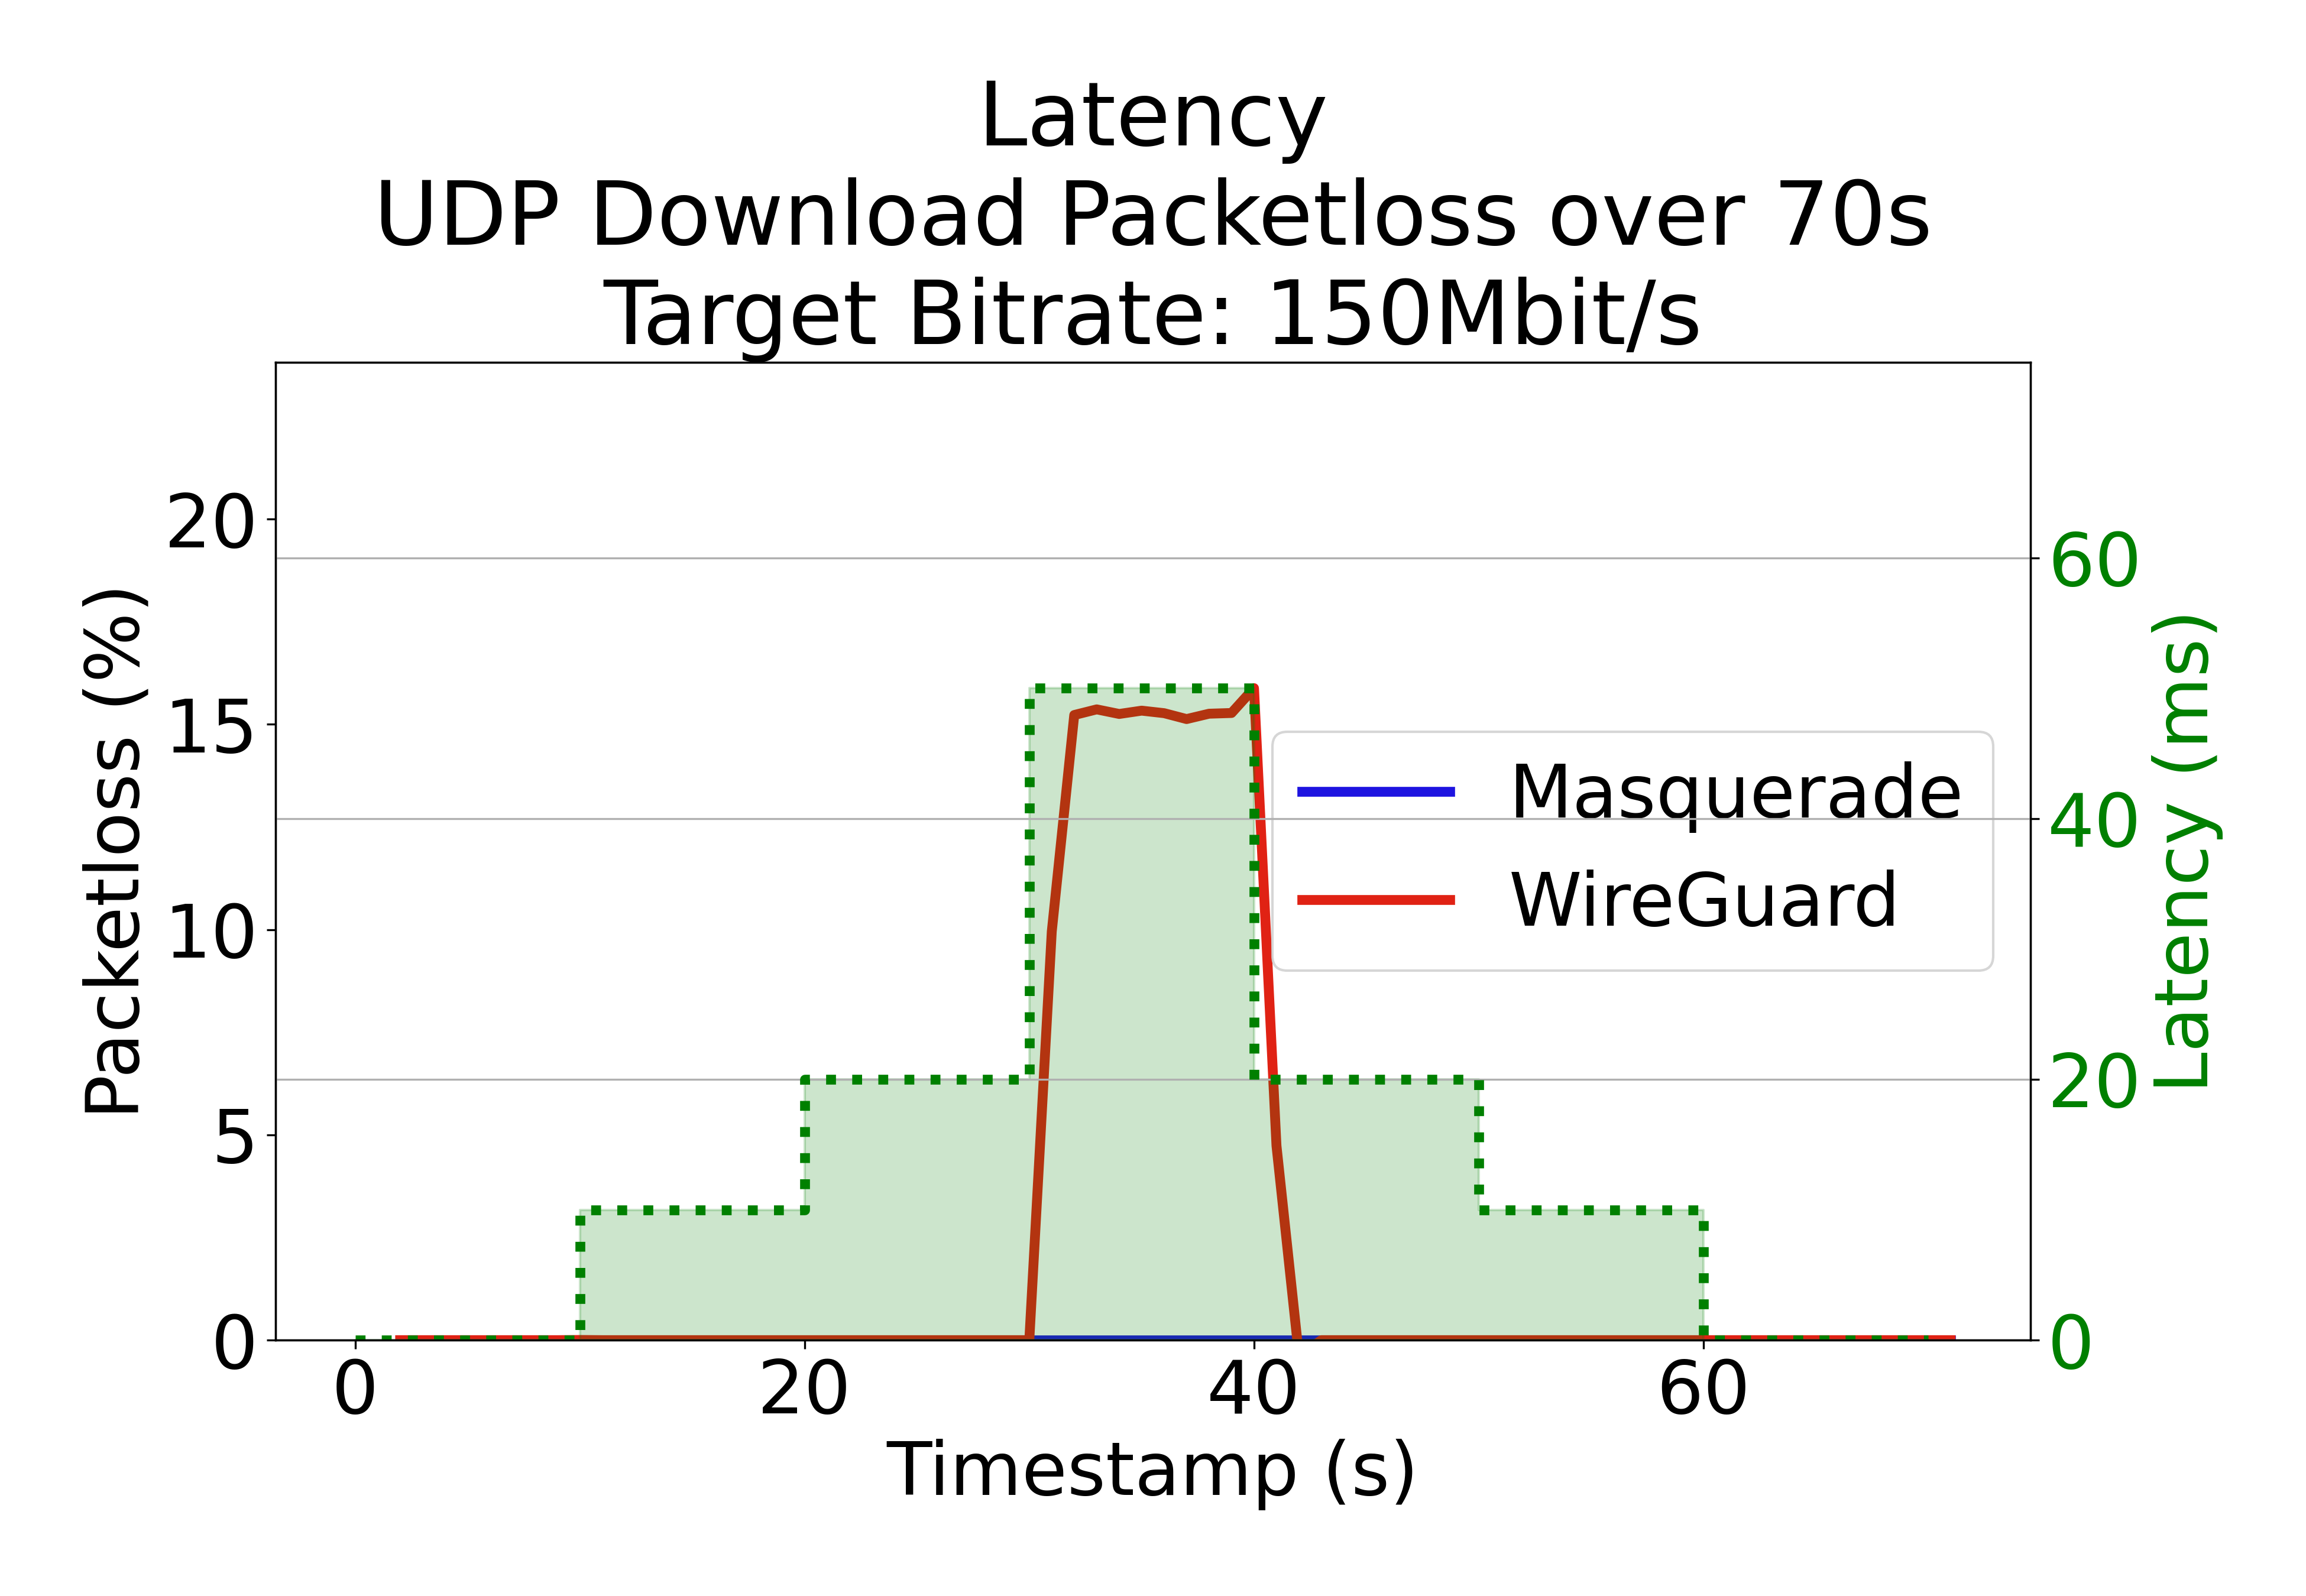 Latency
UDP Download Packetloss over 70s
Target Bitrate: 150Mbit/s
Packetloss (%)
20
15
10
5
0
Masquerade
WireGuard
60
40
20
0
Latency (ms)
0
20
40
60
Timestamp (s)